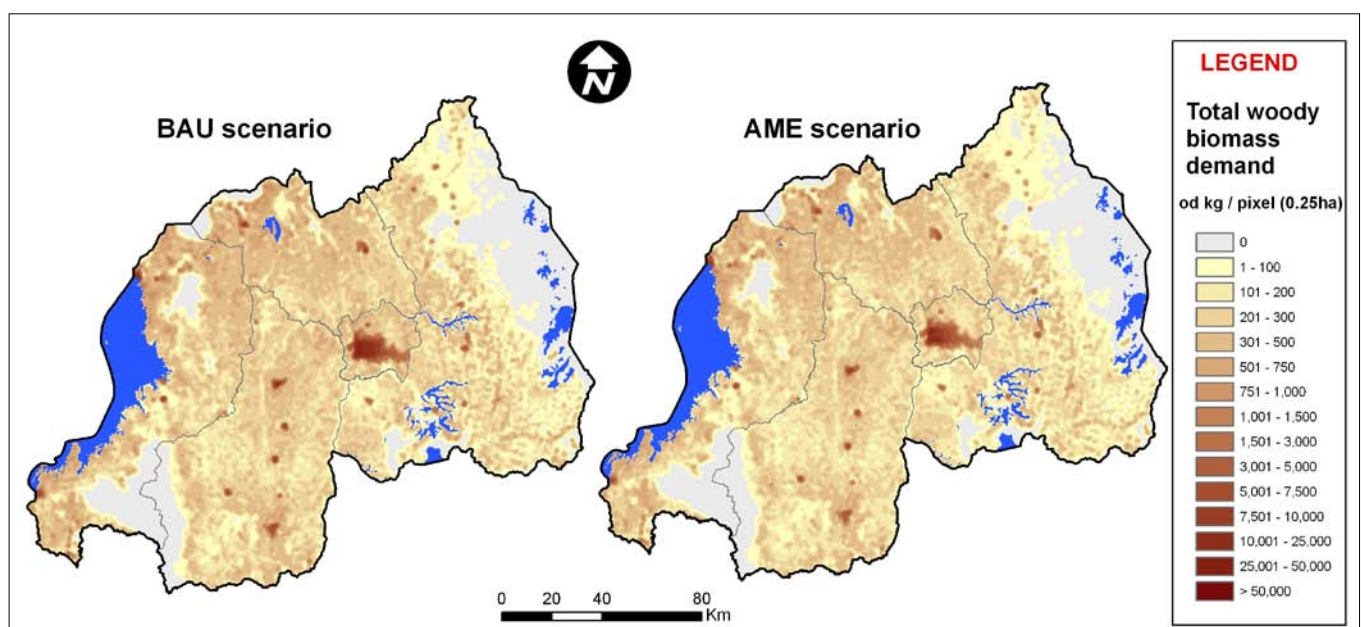 BAU scenario
N
AME scenario
LEGEND
Total woody
biomass
demand
od kg / pixel (0.25ha)
0
1 - 100
101 - 200
201 - 300
301 - 500
501 - 750
751 - 1,000
1,001 - 1,500
1,501 - 3,000
3,001 - 5,000
5,001 - 7,500
7,501 - 10,000
10,001 - 25,000
25,001 - 50,000
> 50,000
0 20 40 80
Km